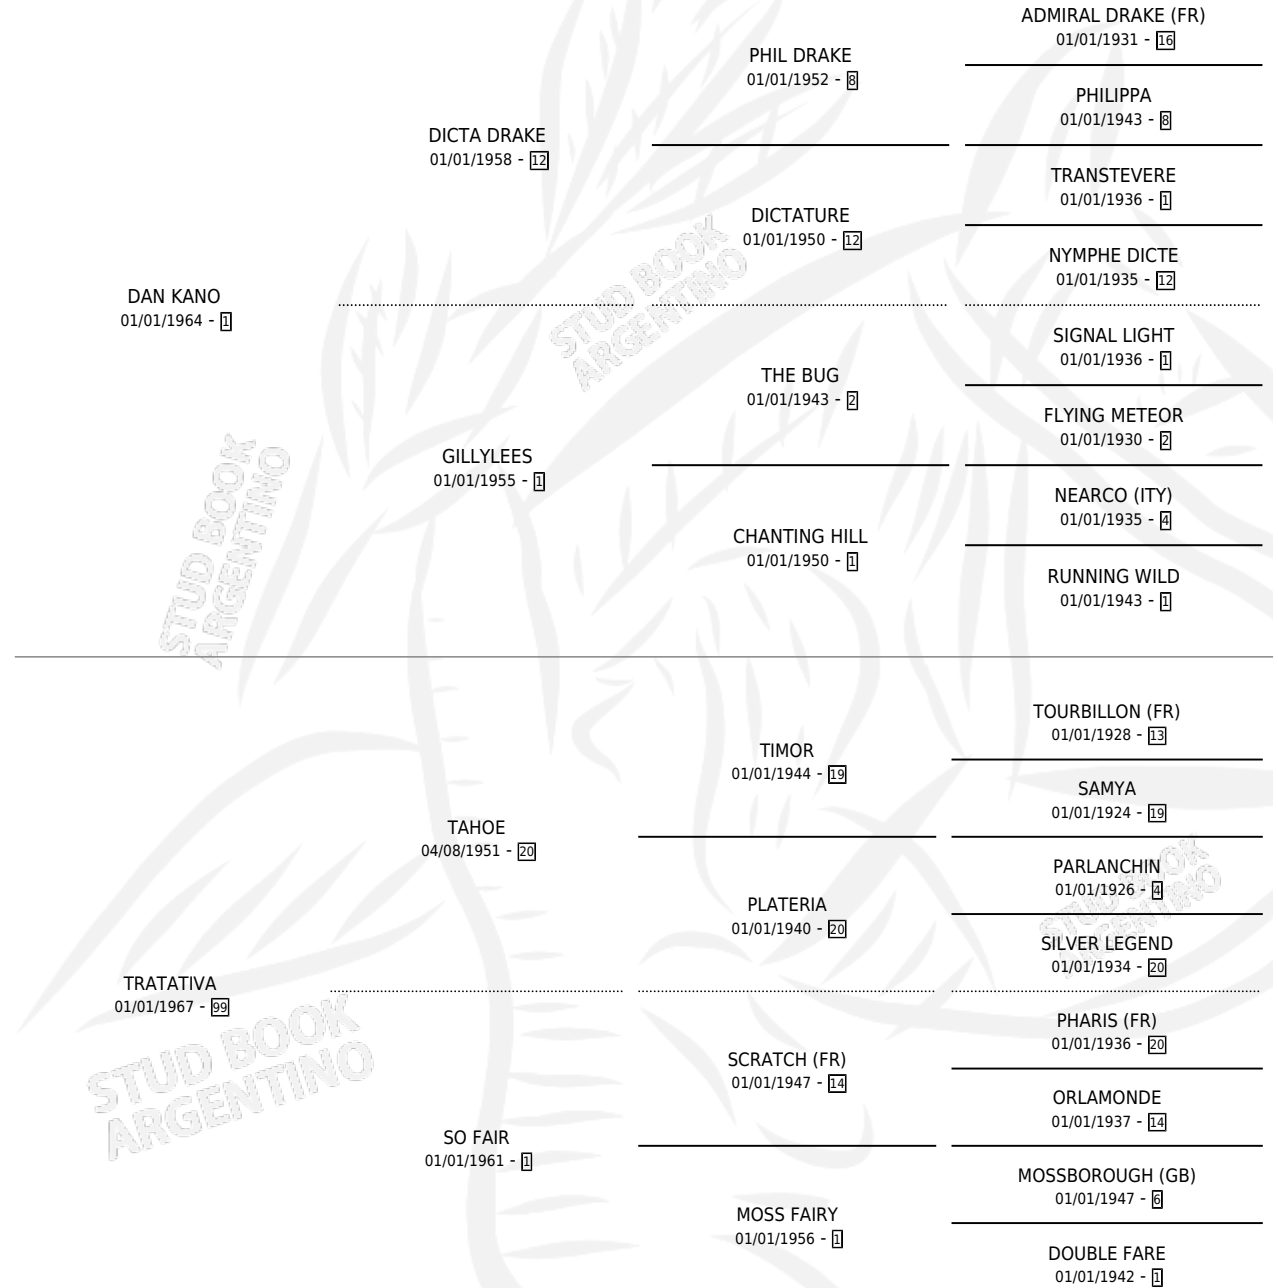 ADMIRAL DRAKE (FR)
01/01/1931 - 16
PHIL DRAKE
01/01/1952 - 8
PHILIPPA
01/01/1943 - 8
DICTA DRAKE
01/01/1958 - 12
TRANSTEVERE
01/01/1936 - 1
DICTATURE
01/01/1950 - 12
NYMPHE DICTE
01/01/1935 - 12
DAN KANO
01/01/1964 - 1
STUD BOOK
ARGENTINO
SIGNAL LIGHT
01/01/1936 - 1
THE BUG
01/01/1943 - 2
FLYING METEOR
01/01/1930 - 2
GILLYLEES
01/01/1955 - 1
NEARCO (ITY)
01/01/1935 - 4
CHANTING HILL
01/01/1950 - 1
RUNNING WILD
01/01/1943 - 1
STUD BOOK
ARGENTINO
TOURBILLON (FR)
01/01/1928 - 13
TIMOR
01/01/1944 - 19
SAMYA
01/01/1924 - 19
TAHOE
04/08/1951 - 20
PARLANCHIN
01/01/1926 - 4
PLATERIA
01/01/1940 - 20
STUD BOOK
ARGENTINO
SILVER LEGEND
01/01/1934 - 20
TRATATIVA
01/01/1967 - 99
PHARIS (FR)
01/01/1936 - 20
SCRATCH (FR)
01/01/1947 - 14
STUD BOOK
ARGENTINO
ORLAMONDE
01/01/1937 - 14
SO FAIR
01/01/1961 - 1
MOSSBOROUGH (GB)
01/01/1947 - 6
MOSS FAIRY
01/01/1956 - 1
DOUBLE FARE
01/01/1942 - 1